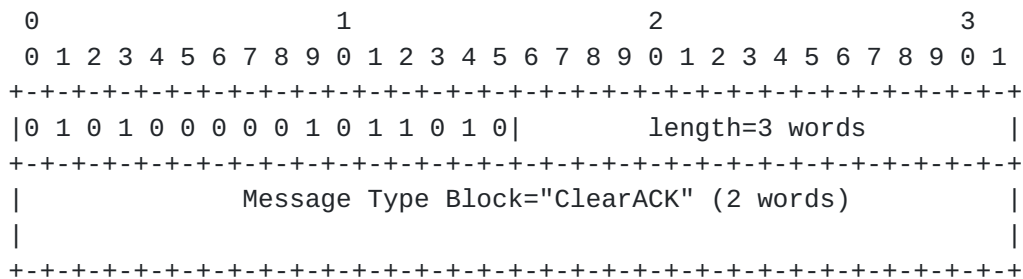 0                   1                   2                   3
0 1 2 3 4 5 6 7 8 9 0 1 2 3 4 5 6 7 8 9 0 1 2 3 4 5 6 7 8 9 0 1
+-+-+-+-+-+-+-+-+-+-+-+-+-+-+-+-+-+-+-+-+-+-+-+-+-+-+-+-+-+-+-+-+
|0 1 0 1 0 0 0 0 0 1 0 1 1 0 1 0|        length=3 words         |
+-+-+-+-+-+-+-+-+-+-+-+-+-+-+-+-+-+-+-+-+-+-+-+-+-+-+-+-+-+-+-+-+
|              Message Type Block="ClearACK" (2 words)          |
|                                                               |
+-+-+-+-+-+-+-+-+-+-+-+-+-+-+-+-+-+-+-+-+-+-+-+-+-+-+-+-+-+-+-+-+